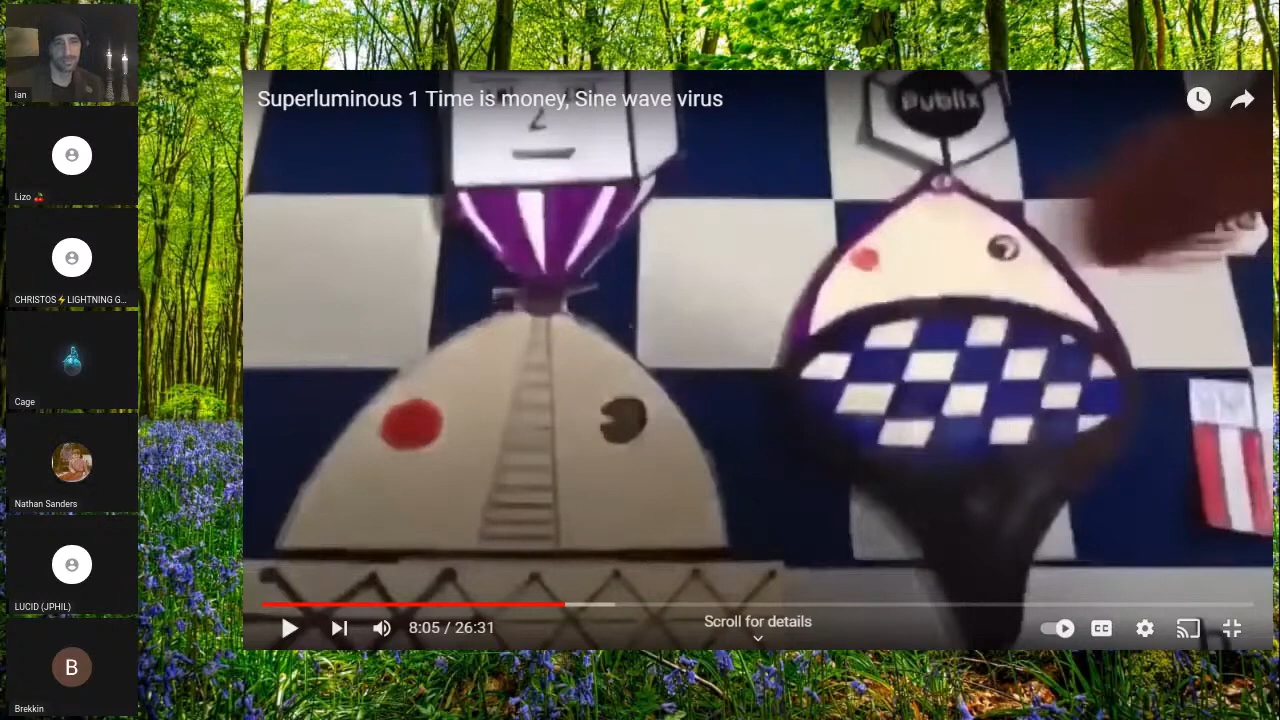 ian
Lizo 🍒
CHRISTOS⚡LIGHTNING G...
Cage
Nathan Sanders
LUCID (JPHIL)
B
Brekkin
Superluminous 1 Time is money, Sine wave virus
Publix
8:05 / 26:31
Scroll for details
CC